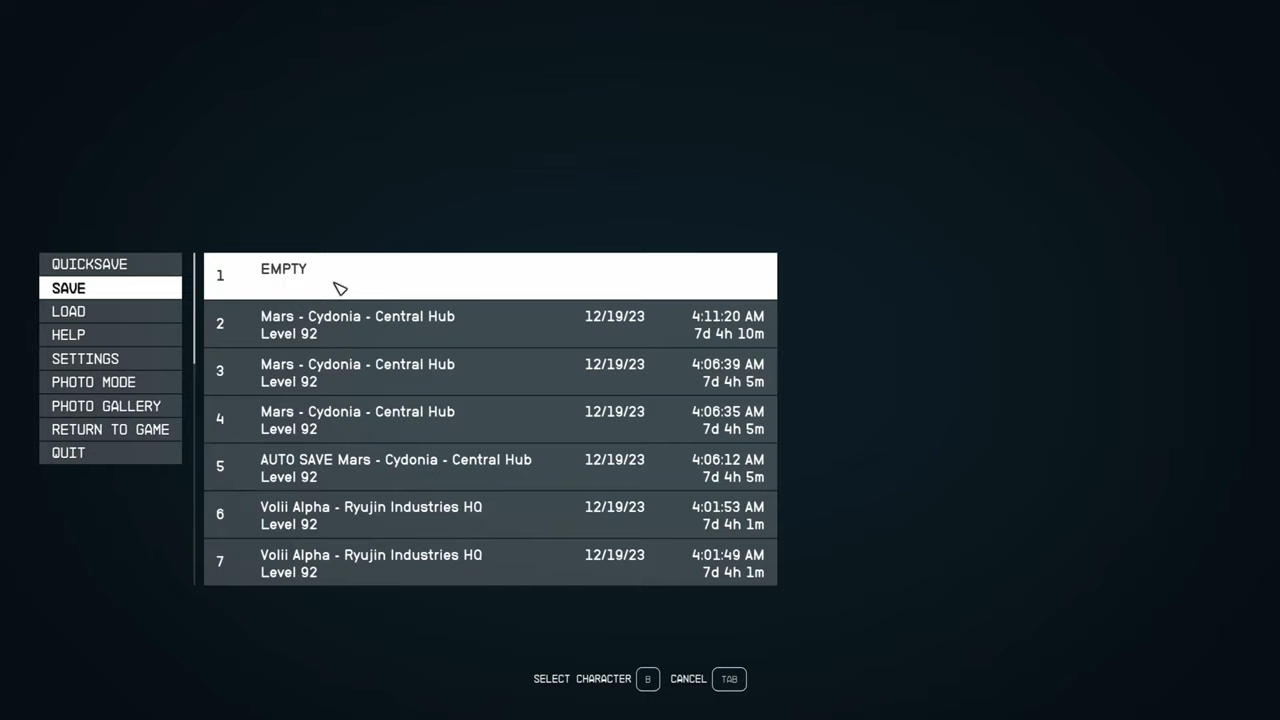 QUICKSAVE
SAVE
LOAD
HELP
SETTINGS
PHOTO MODE
PHOTO GALLERY
RETURN TO GAME
QUIT
1 EMPTY
2 Mars - Cydonia - Central Hub 12/19/23 4:11:20 AM
Level 92 7d 4h 10m
3 Mars - Cydonia - Central Hub 12/19/23 4:06:39 AM
Level 92 7d 4h 5m
4 Mars - Cydonia - Central Hub 12/19/23 4:06:35 AM
Level 92 7d 4h 5m
5 AUTO SAVE Mars - Cydonia - Central Hub 12/19/23 4:06:12 AM
Level 92 7d 4h 5m
6 Volii Alpha - Ryujin Industries HQ 12/19/23 4:01:53 AM
Level 92 7d 4h 1m
7 Volii Alpha - Ryujin Industries HQ 12/19/23 4:01:49 AM
Level 92 7d 4h 1m
SELECT CHARACTER B CANCEL TAB